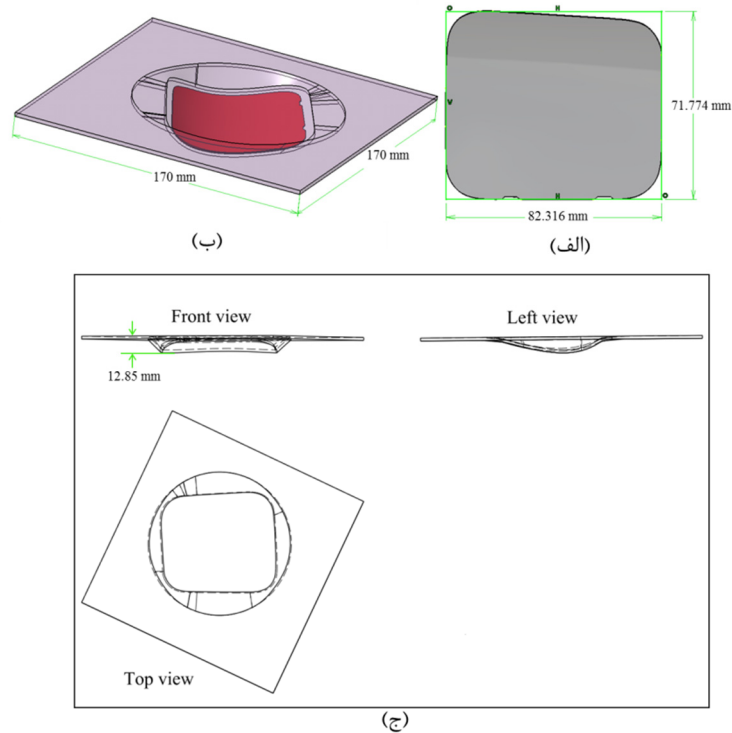 71.774 mm
82.316 mm
170 mm
170 mm
(ب)
(الف)
Front view
Left view
12.85 mm
Top view
(ج)